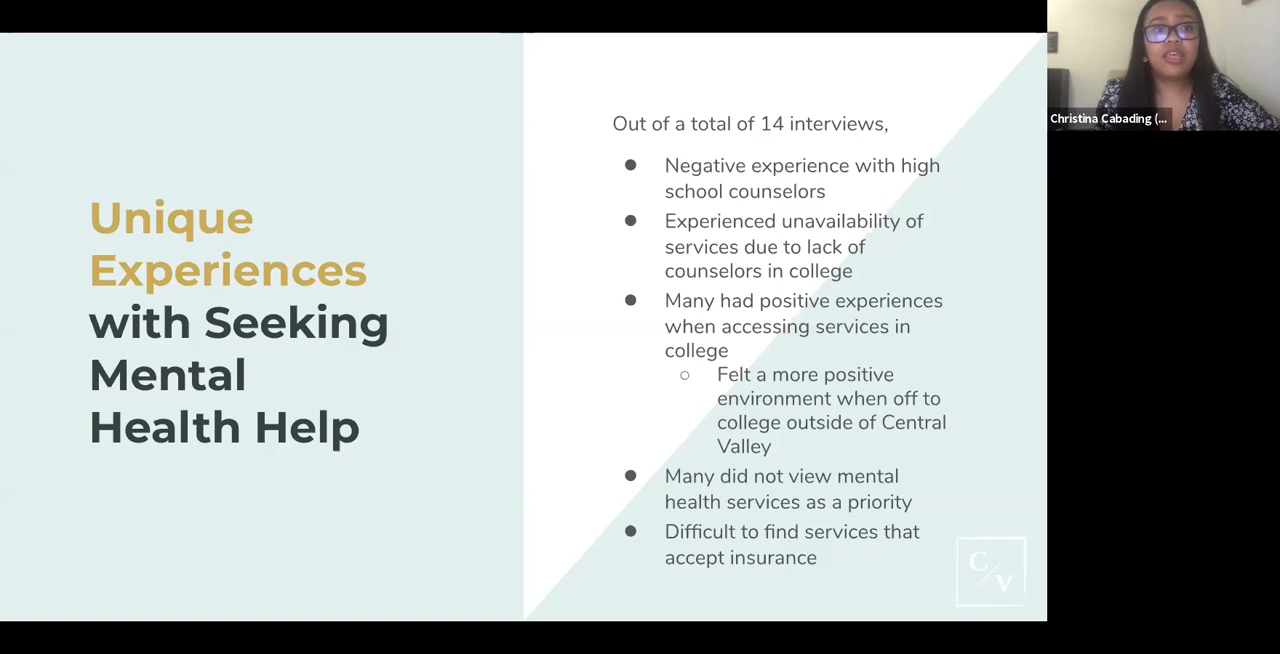 Unique
Experiences
with Seeking
Mental
Health Help
Out of a total of 14 interviews,
● Negative experience with high
school counselors
● Experienced unavailability of
services due to lack of
counselors in college
● Many had positive experiences
when accessing services in
college
○ Felt a more positive
environment when off to
college outside of Central
Valley
● Many did not view mental
health services as a priority
● Difficult to find services that
accept insurance
C/V
Christina Cabading (...